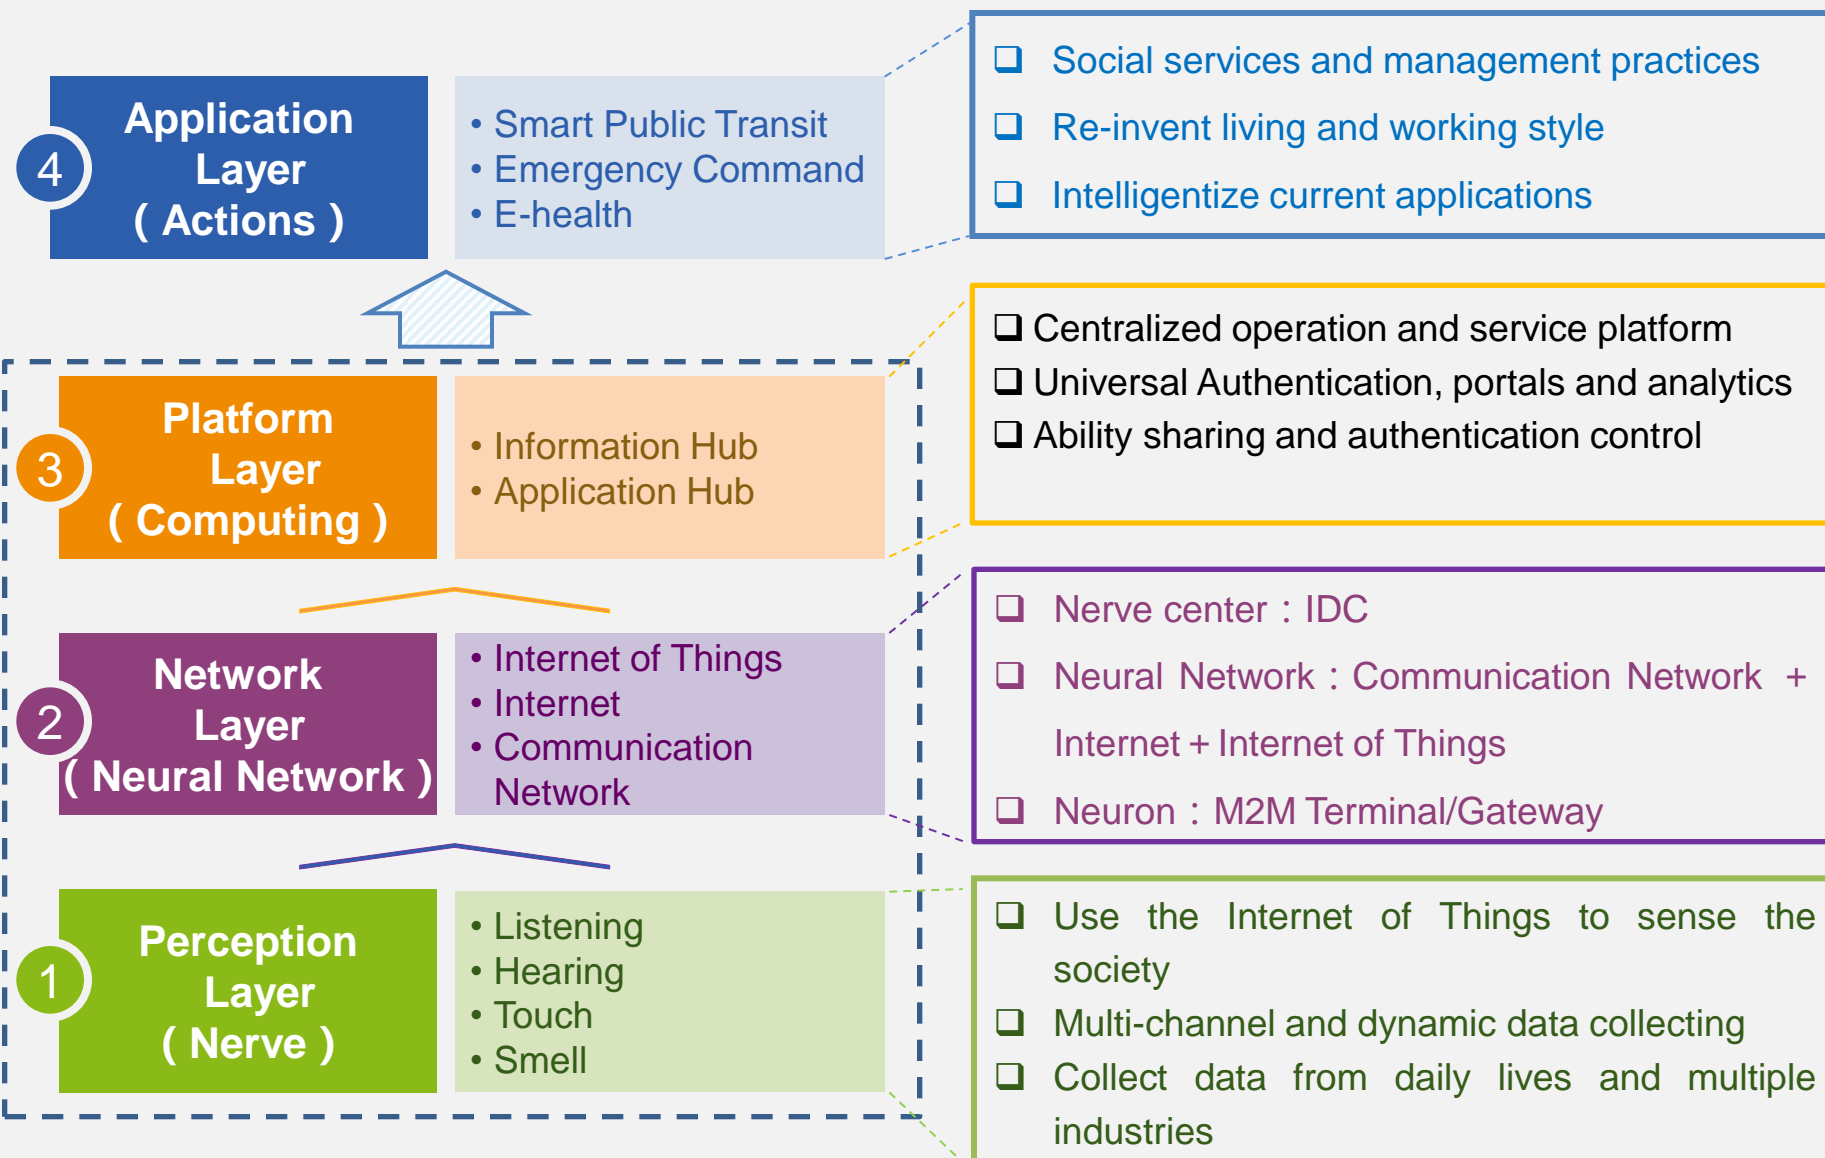 4
Application
Layer
( Actions )
• Smart Public Transit
• Emergency Command
• E-health
❑ Social services and management practices
❑ Re-invent living and working style
❑ Intelligentize current applications
3
Platform
Layer
( Computing )
• Information Hub
• Application Hub
❑ Centralized operation and service platform
❑ Universal Authentication, portals and analytics
❑ Ability sharing and authentication control
2
Network
Layer
( Neural Network )
• Internet of Things
• Internet
• Communication
Network
❑ Nerve center：IDC
❑ Neural Network：Communication Network +
Internet + Internet of Things
❑ Neuron：M2M Terminal/Gateway
1
Perception
Layer
( Nerve )
• Listening
• Hearing
• Touch
• Smell
❑ Use the Internet of Things to sense the
society
❑ Multi-channel and dynamic data collecting
❑ Collect data from daily lives and multiple
industries